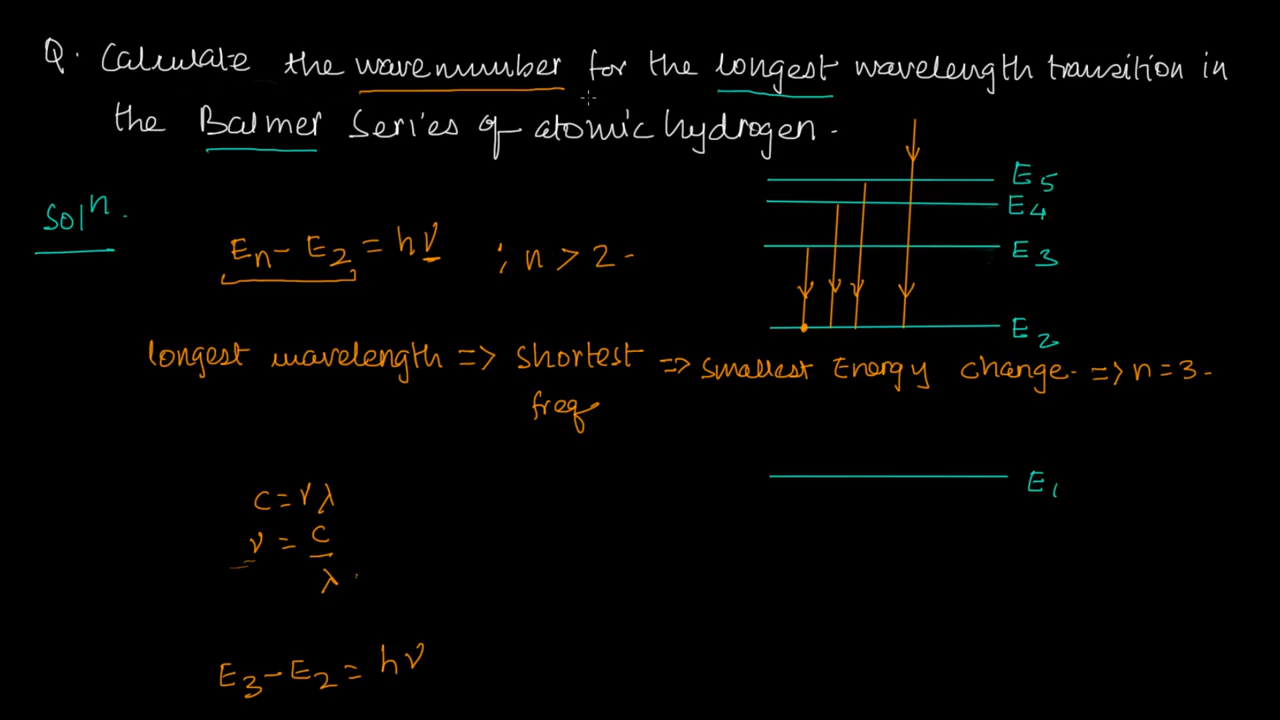 Q. Calculate the wavenumber for the longest wavelength transition in
the Balmer Series of atomic hydrogen.
Solⁿ.
E₅
E₄
E₃
E₂
E₁
Eₙ - E₂ = hν ; n > 2.
longest wavelength => shortest freq => smallest Energy change. => n = 3.
c = νλ
ν = c/λ
E₃ - E₂ = hν